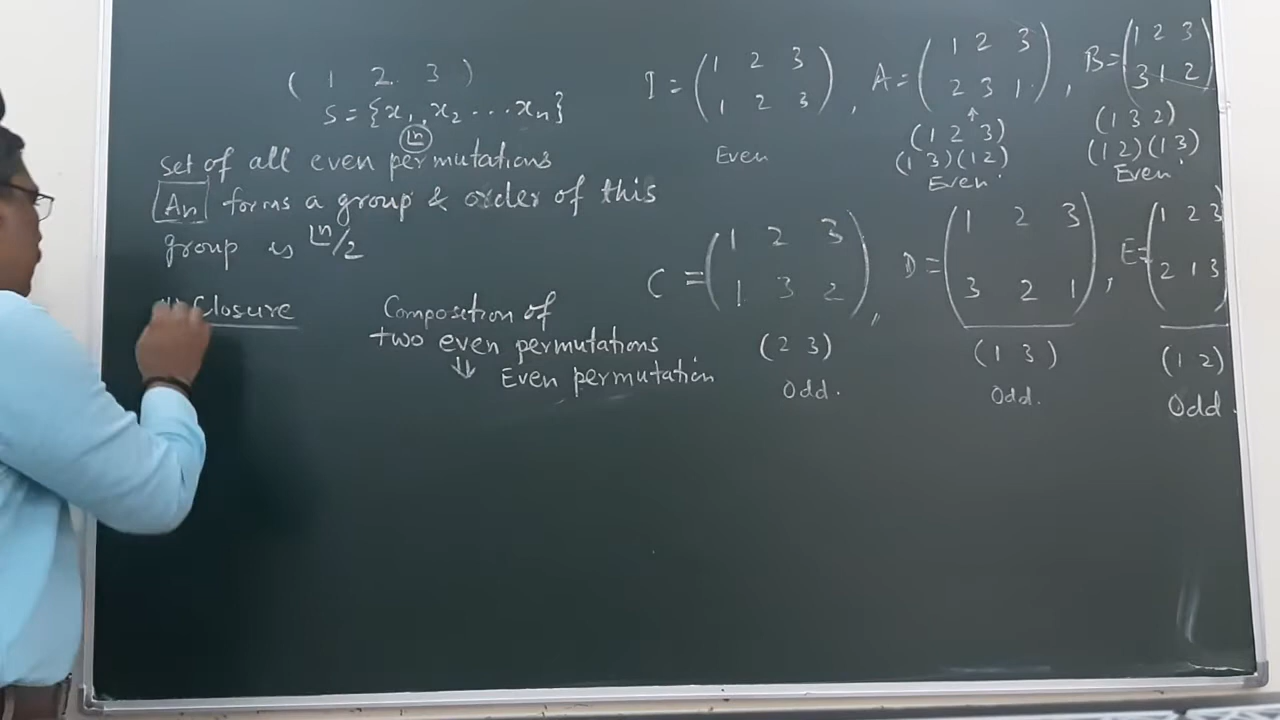 ( 1 2. 3 )
S = {x1, x2 ... xn}
⌊n
set of all even permutations
An forms a group & order of this
group is ⌊n/2
Closure
Composition of
two even permutations
⇓ Even permutation
I = (1 2 3
1 2 3) ,
Even
A = (1 2 3
2 3 1) ,
↑
(1 2 3)
(1 3)(1 2)
Even
B = (1 2 3
3 1 2)
(1 3 2)
(1 2)(1 3)
Even
C = (1 2 3
1 3 2) ,
(2 3)
Odd.
D = (1 2 3
3 2 1) ,
(1 3)
Odd.
E = (1 2 3
2 1 3)
(1 2)
Odd.